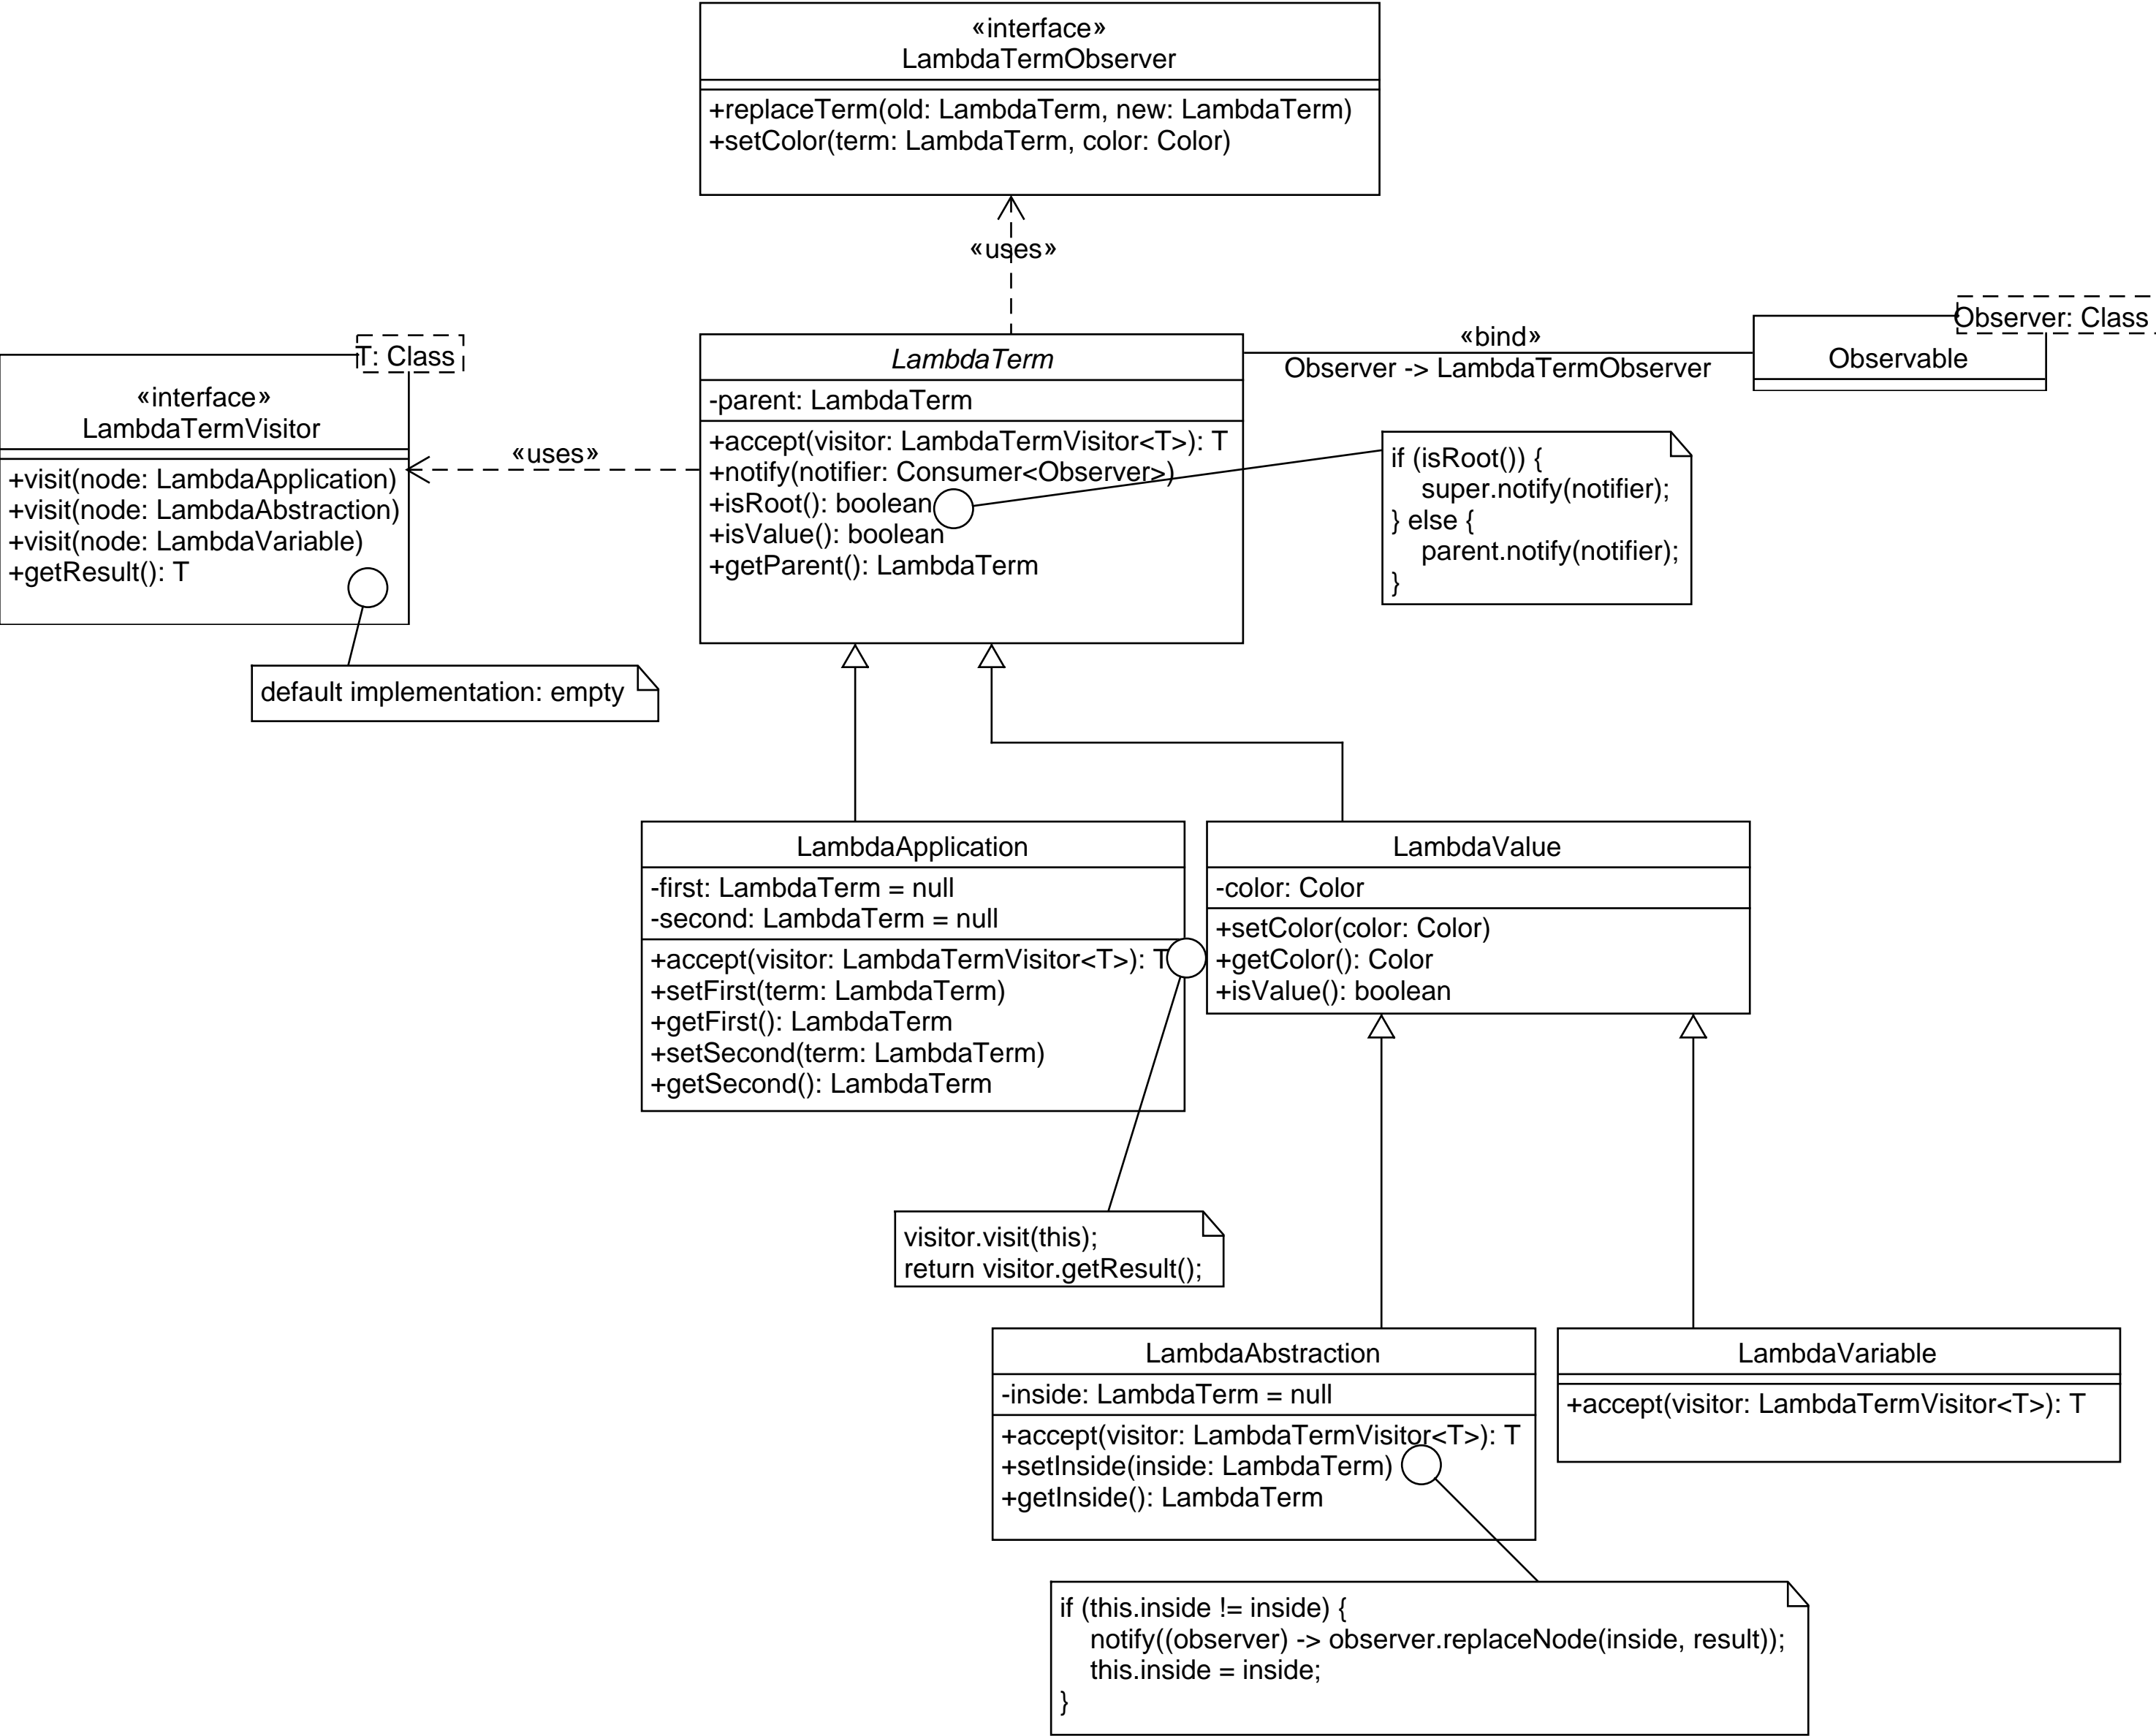 «interface»
LambdaTermObserver
+replaceTerm(old: LambdaTerm, new: LambdaTerm)
+setColor(term: LambdaTerm, color: Color)
«uses»
T: Class
«interface»
LambdaTermVisitor
+visit(node: LambdaApplication)
+visit(node: LambdaAbstraction)
+visit(node: LambdaVariable)
+getResult(): T
default implementation: empty
«uses»
LambdaTerm
-parent: LambdaTerm
+accept(visitor: LambdaTermVisitor<T>): T
+notify(notifier: Consumer<Observer>)
+isRoot(): boolean
+isValue(): boolean
+getParent(): LambdaTerm
«bind»
Observer -> LambdaTermObserver
Observer: Class
Observable
if (isRoot()) {
super.notify(notifier);
} else {
parent.notify(notifier);
}
LambdaApplication
-first: LambdaTerm = null
-second: LambdaTerm = null
+accept(visitor: LambdaTermVisitor<T>): T
+setFirst(term: LambdaTerm)
+getFirst(): LambdaTerm
+setSecond(term: LambdaTerm)
+getSecond(): LambdaTerm
LambdaValue
-color: Color
+setColor(color: Color)
+getColor(): Color
+isValue(): boolean
visitor.visit(this);
return visitor.getResult();
LambdaAbstraction
-inside: LambdaTerm = null
+accept(visitor: LambdaTermVisitor<T>): T
+setInside(inside: LambdaTerm)
+getInside(): LambdaTerm
LambdaVariable
+accept(visitor: LambdaTermVisitor<T>): T
if (this.inside != inside) {
notify((observer) -> observer.replaceNode(inside, result));
this.inside = inside;
}